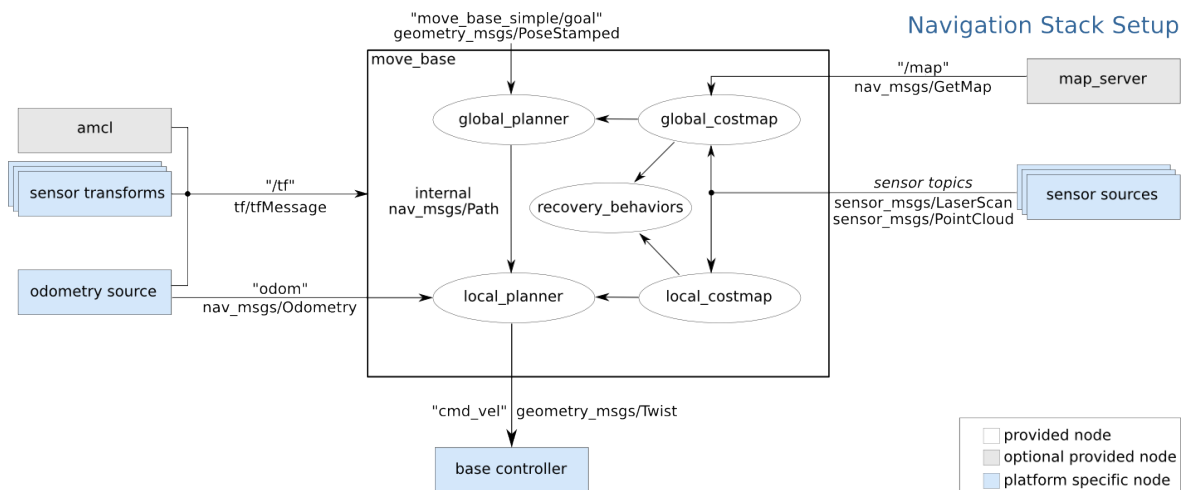 Navigation Stack Setup
"move_base_simple/goal"
geometry_msgs/PoseStamped
move_base
"/map"
nav_msgs/GetMap
map_server
amcl
global_planner
global_costmap
sensor transforms
"/tf"
tf/tfMessage
internal
nav_msgs/Path
recovery_behaviors
sensor topics
sensor_msgs/LaserScan
sensor_msgs/PointCloud
sensor sources
odometry source
"odom"
nav_msgs/Odometry
local_planner
local_costmap
"cmd_vel" geometry_msgs/Twist
base controller
provided node
optional provided node
platform specific node